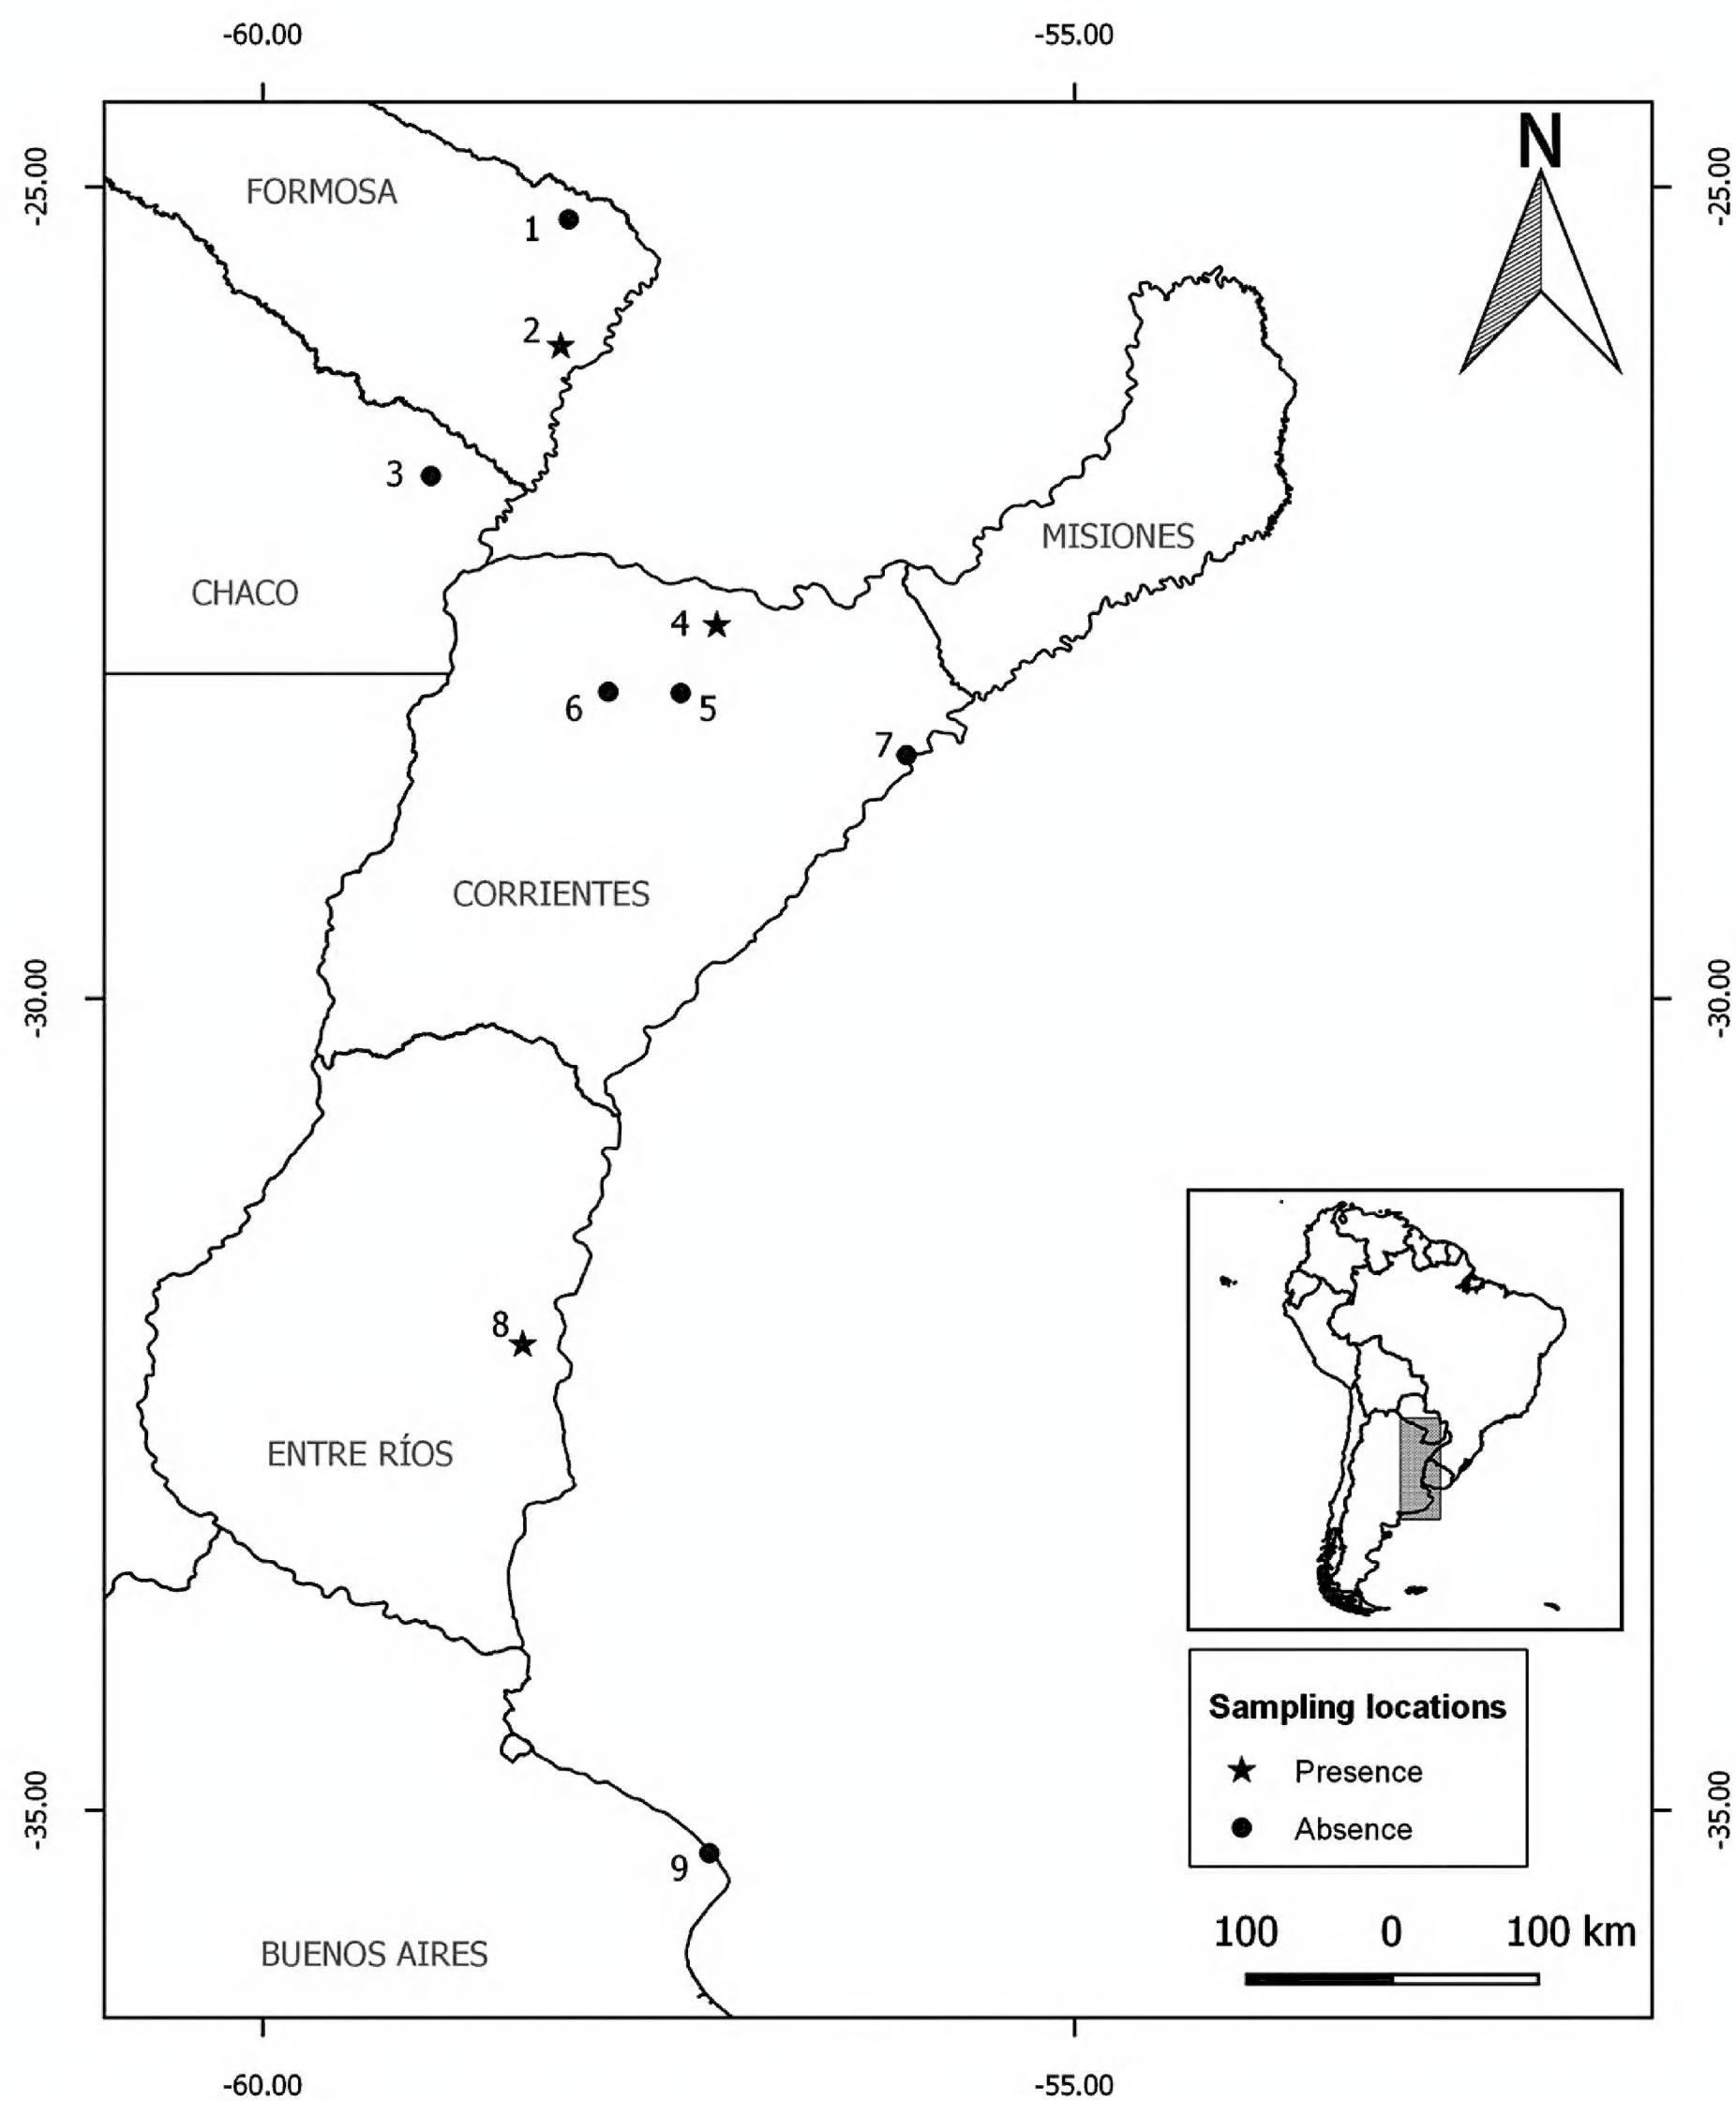 -60.00
-55.00
-25.00
-25.00
N
FORMOSA
1
2
3
MISIONES
CHACO
4
6
5
7
CORRIENTES
-30.00
-30.00
8
ENTRE RÍOS
Sampling locations
Presence
Absence
-35.00
-35.00
9
100 0 100 km
BUENOS AIRES
-60.00
-55.00